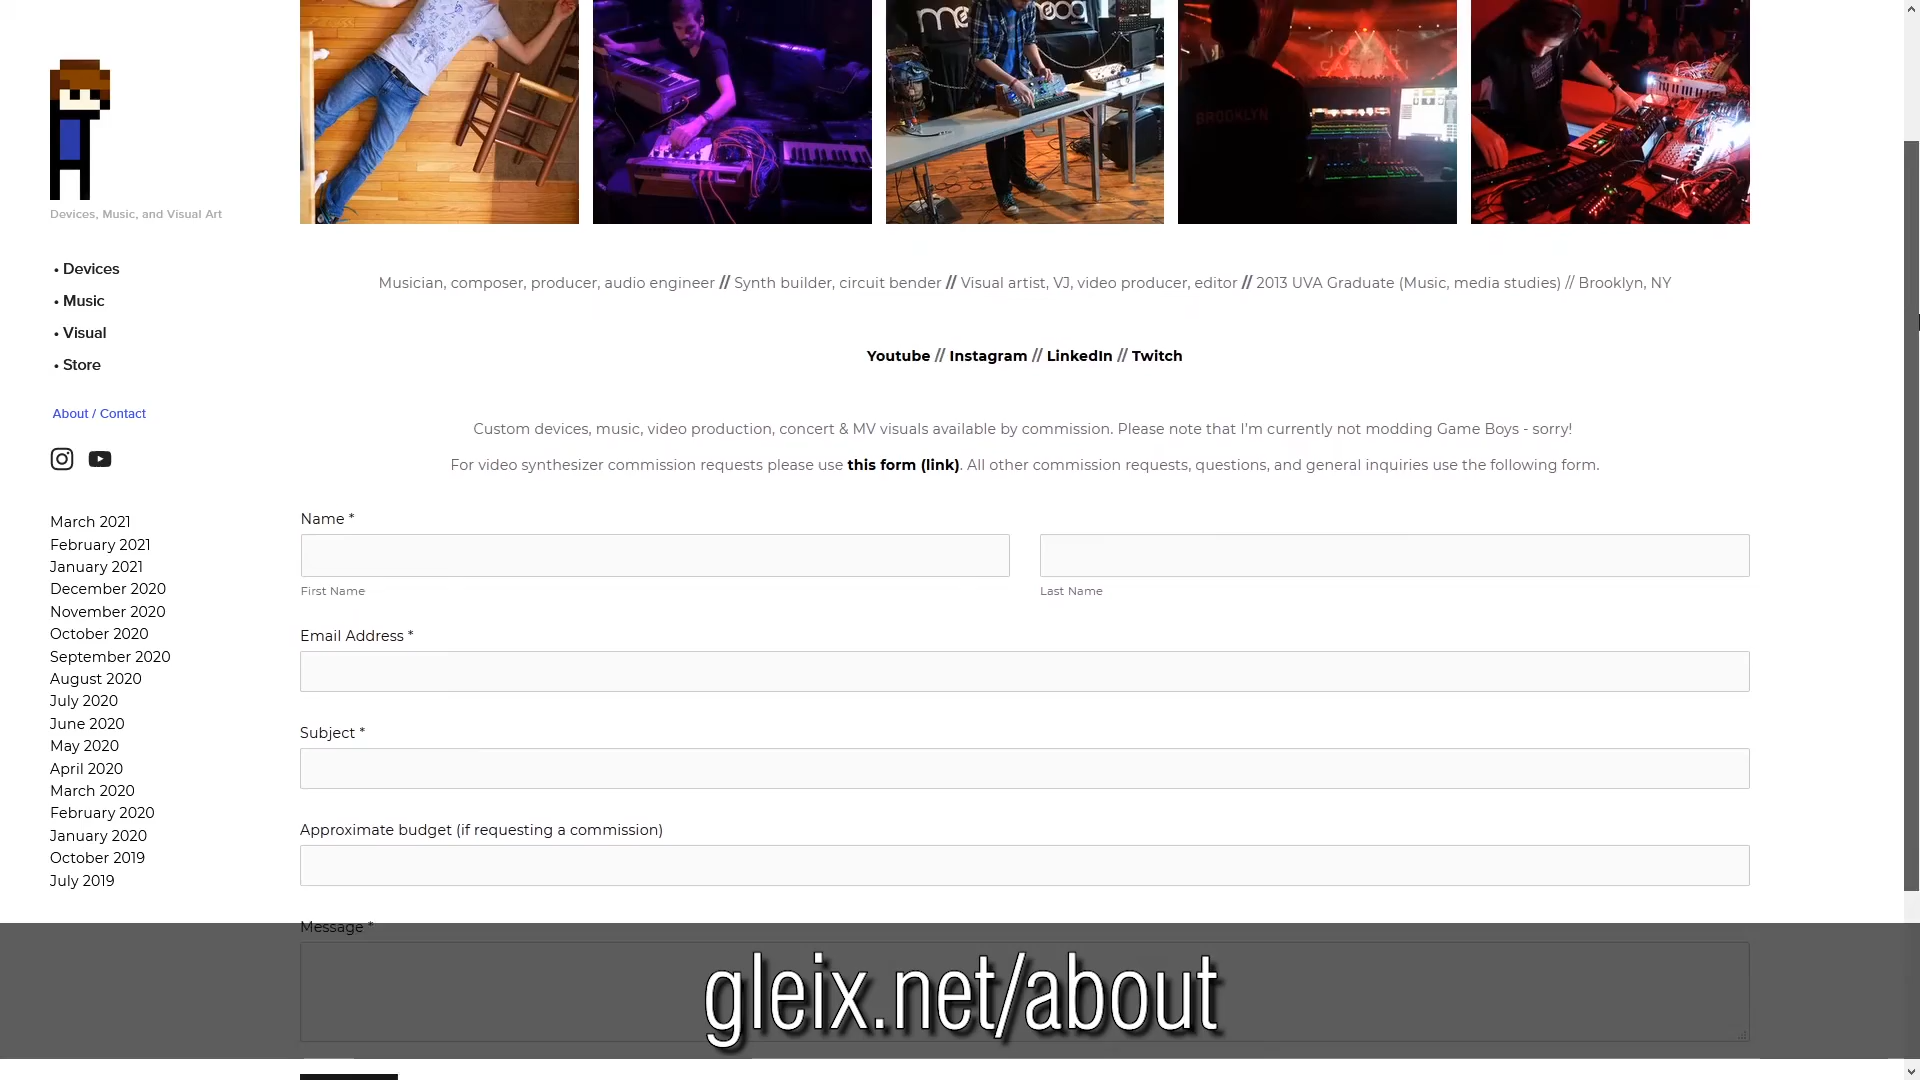 moog
moog
BROOKLYN
Devices, Music, and Visual Art
• Devices
• Music
• Visual
• Store
About / Contact
March 2021
February 2021
January 2021
December 2020
November 2020
October 2020
September 2020
August 2020
July 2020
June 2020
May 2020
April 2020
March 2020
February 2020
January 2020
October 2019
July 2019
Musician, composer, producer, audio engineer // Synth builder, circuit bender // Visual artist, VJ, video producer, editor // 2013 UVA Graduate (Music, media studies) // Brooklyn, NY
Youtube // Instagram // LinkedIn // Twitch
Custom devices, music, video production, concert & MV visuals available by commission. Please note that I'm currently not modding Game Boys - sorry!
For video synthesizer commission requests please use this form (link). All other commission requests, questions, and general inquiries use the following form.
Name *
First Name
Last Name
Email Address *
Subject *
Approximate budget (if requesting a commission)
Message *
gleix.net/about